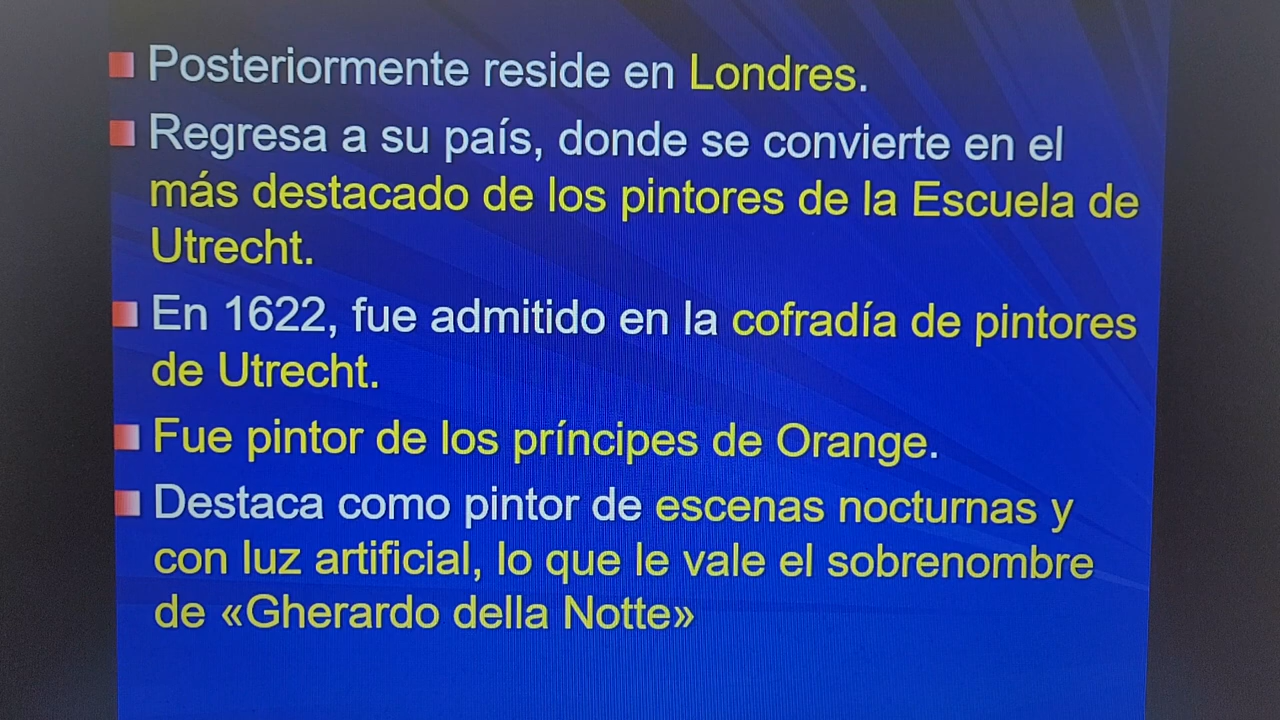 Posteriormente reside en Londres.
Regresa a su país, donde se convierte en el
más destacado de los pintores de la Escuela de
Utrecht.
En 1622, fue admitido en la cofradía de pintores
de Utrecht.
Fue pintor de los príncipes de Orange.
Destaca como pintor de escenas nocturnas y
con luz artificial, lo que le vale el sobrenombre
de «Gherardo della Notte»